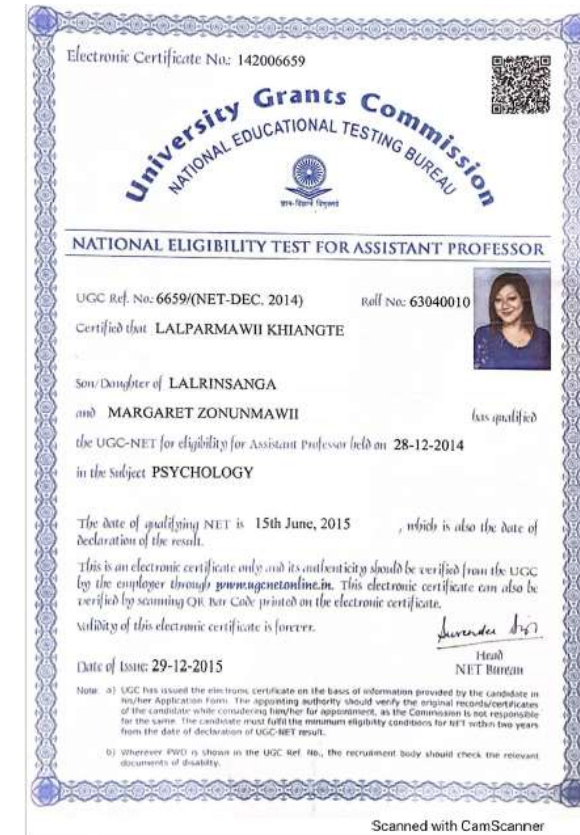 Electronic Certificate No.: 142006659
University Grants Commission
NATIONAL EDUCATIONAL TESTING BUREAU
ज्ञान-विज्ञान विमुक्तये
NATIONAL ELIGIBILITY TEST FOR ASSISTANT PROFESSOR
UGC Ref. No.: 6659/(NET-DEC. 2014) Roll No.: 63040010
Certified that LALPARMAWII KHIANGTE
Son/Daughter of LALRINSANGA
and MARGARET ZONUNMAWII has qualified
the UGC-NET for eligibility for Assistant Professor held on 28-12-2014
in the Subject PSYCHOLOGY
The date of qualifying NET is 15th June, 2015 , which is also the date of
declaration of the result.
This is an electronic certificate only and its authenticity should be verified from the UGC
by the employer through www.ugcnetonline.in. This electronic certificate can also be
verified by scanning QR Bar Code printed on the electronic certificate.
Validity of this electronic certificate is forever.
Surender
Head
Date of Issue: 29-12-2015 NET Bureau
Note: a) UGC has issued the electronic certificate on the basis of information provided by the candidate in
his/her Application Form. The appointing authority should verify the original records/certificates
of the candidate while considering him/her for appointment, as the Commission is not responsible
for the same. The candidate must fulfil the minimum eligibility conditions for NET within two years
from the date of declaration of UGC-NET result.
b) Wherever PWD is shown in the UGC Ref. No., the recruitment body should check the relevant
documents of disability.
Scanned with CamScanner